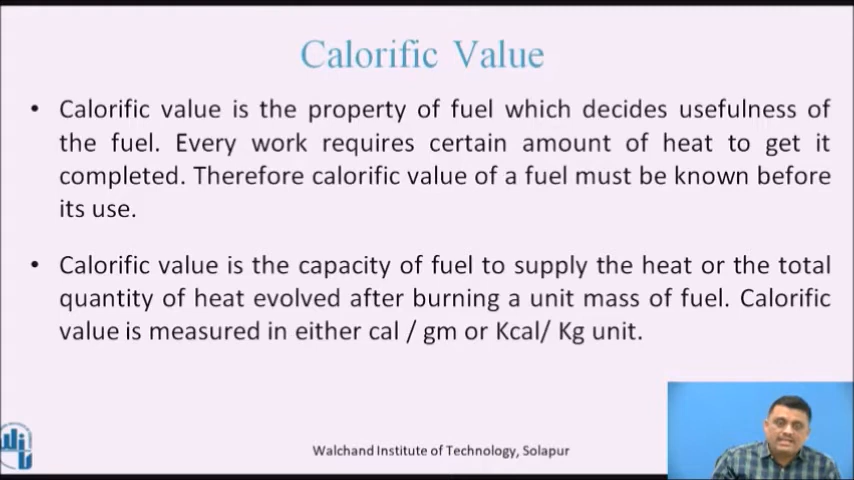 Calorific Value
• Calorific value is the property of fuel which decides usefulness of
the fuel. Every work requires certain amount of heat to get it
completed. Therefore calorific value of a fuel must be known before
its use.
• Calorific value is the capacity of fuel to supply the heat or the total
quantity of heat evolved after burning a unit mass of fuel. Calorific
value is measured in either cal / gm or Kcal/ Kg unit.
Walchand Institute of Technology, Solapur